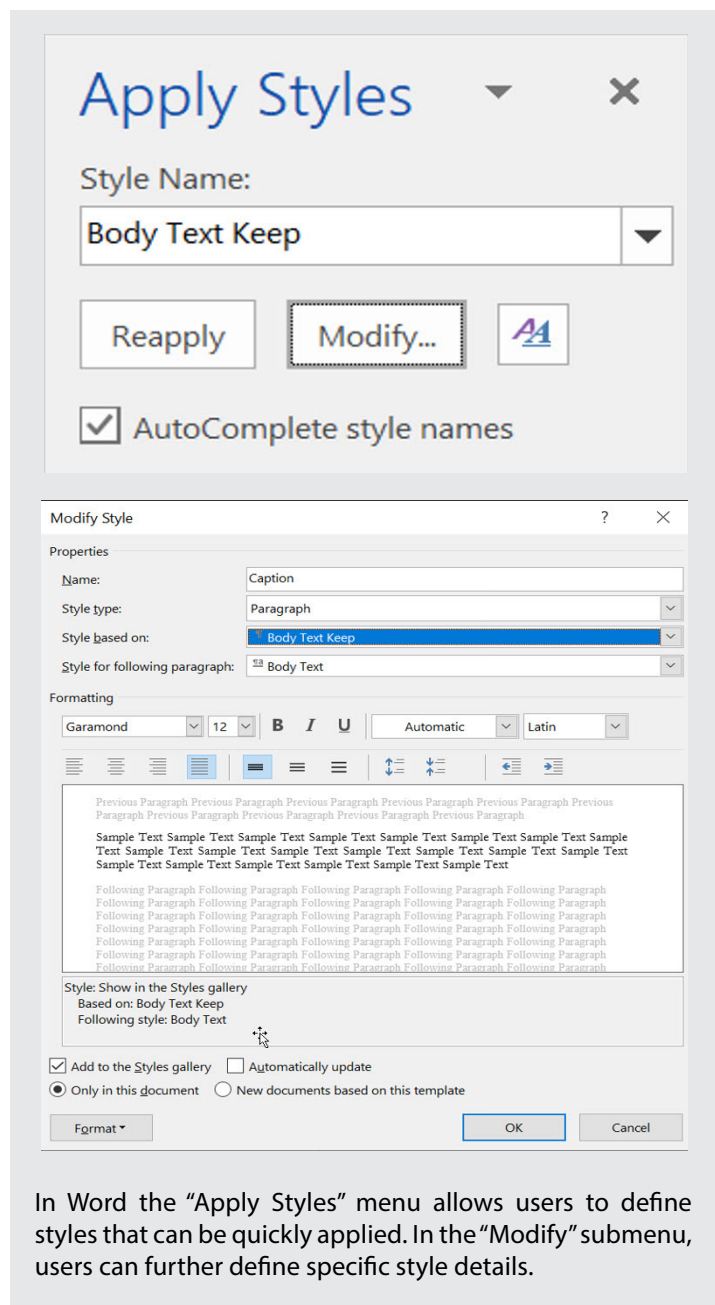 Apply Styles
Style Name:
Body Text Keep
Reapply Modify... AA
AutoComplete style names
Modify Style ?
Properties
Name: Caption
Style type: Paragraph
Style based on: ¶ Body Text Keep
Style for following paragraph: ¶a Body Text
Formatting
Garamond 12 B I U Automatic Latin
Previous Paragraph Previous Paragraph Previous Paragraph Previous Paragraph Previous Paragraph Previous
Paragraph Previous Paragraph Previous Paragraph Previous Paragraph Previous Paragraph
Sample Text Sample Text Sample Text Sample Text Sample Text Sample Text Sample Text Sample
Text Sample Text Sample Text Sample Text Sample Text Sample Text Sample Text Sample Text
Sample Text Sample Text Sample Text Sample Text Sample Text Sample Text
Following Paragraph Following Paragraph Following Paragraph Following Paragraph Following Paragraph
Following Paragraph Following Paragraph Following Paragraph Following Paragraph Following Paragraph
Following Paragraph Following Paragraph Following Paragraph Following Paragraph Following Paragraph
Following Paragraph Following Paragraph Following Paragraph Following Paragraph Following Paragraph
Following Paragraph Following Paragraph Following Paragraph Following Paragraph Following Paragraph
Following Paragraph Following Paragraph Following Paragraph Following Paragraph Following Paragraph
Following Paragraph Following Paragraph Following Paragraph Following Paragraph Following Paragraph
Style: Show in the Styles gallery
Based on: Body Text Keep
Following style: Body Text
Add to the Styles gallery Automatically update
Only in this document New documents based on this template
Format OK Cancel
In Word the “Apply Styles” menu allows users to define
styles that can be quickly applied. In the “Modify” submenu,
users can further define specific style details.